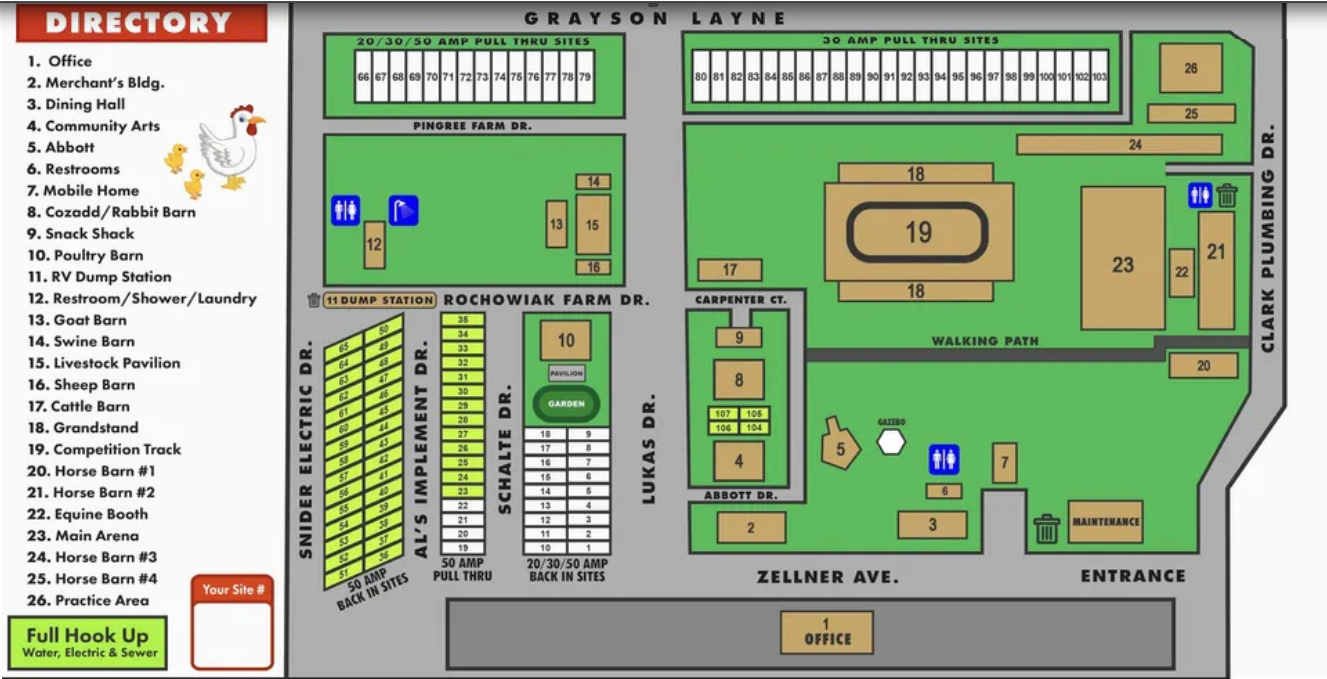 DIRECTORY
1. Office
2. Merchant's Bldg.
3. Dining Hall
4. Community Arts
5. Abbott
6. Restrooms
7. Mobile Home
8. Cozadd/Rabbit Barn
9. Snack Shack
10. Poultry Barn
11. RV Dump Station
12. Restroom/Shower/Laundry
13. Goat Barn
14. Swine Barn
15. Livestock Pavilion
16. Sheep Barn
17. Cattle Barn
18. Grandstand
19. Competition Track
20. Horse Barn #1
21. Horse Barn #2
22. Equine Booth
23. Main Arena
24. Horse Barn #3
25. Horse Barn #4
26. Practice Area
Full Hook Up
Water, Electric & Sewer
Your Site #
GRAYSON LAYNE
20/30/50 AMP PULL THRU SITES
66 67 68 69 70 71 72 73 74 75 76 77 78 79
30 AMP PULL THRU SITES
80 81 82 83 84 85 86 87 88 89 90 91 92 93 94 95 96 97 98 99 100 101 102 103
26
25
24
PINGREE FARM DR.
14
13
15
12
16
18
19
18
17
23
22
21
20
CLARK PLUMBING DR.
11 DUMP STATION
ROCHOWIAK FARM DR.
CARPENTER CT.
WALKING PATH
SNIDER ELECTRIC DR.
65 50
64 49
63 48
62 47
61 46
60 45
59 44
58 43
57 42
56 41
55 40
54 39
53 38
52 37
51 36
50 AMP
BACK IN SITES
AL'S IMPLEMENT DR.
35
34
33
32
31
30
29
28
27
26
25
24
23
22
21
20
19
50 AMP
PULL THRU
SCHALTE DR.
10
PAVILION
GARDEN
18 9
17 8
16 7
15 6
14 5
13 4
12 3
11 2
10 1
20/30/50 AMP
BACK IN SITES
LUKAS DR.
9
8
107 105
106 104
4
ABBOTT DR.
2
5
GAZEBO
6
7
3
MAINTENANCE
ZELLNER AVE.
ENTRANCE
1
OFFICE